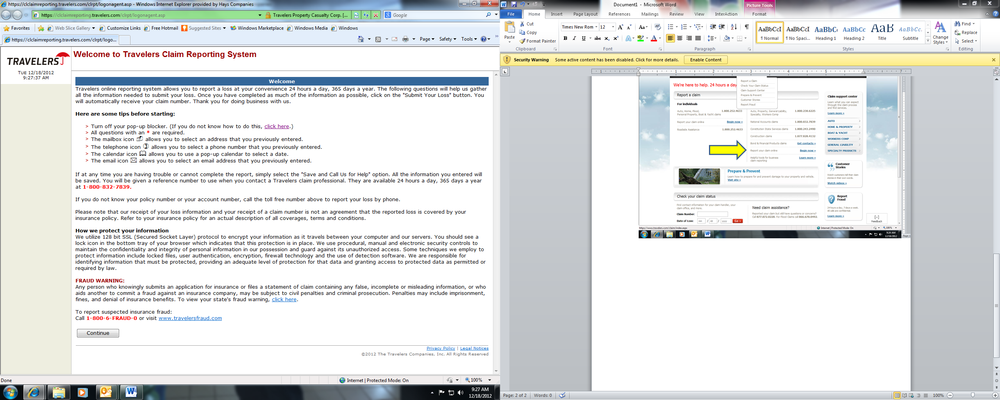 https://clclaimreporting.travelers.com/clrpt/logonagent.asp - Windows Internet Explorer provided by Hays Companies
https://clclaimreporting.travelers.com/clrpt/logonagent.asp
Travelers Property Casualty Corp. [...
Google
Favorites Web Slice Gallery Customize Links Free Hotmail Suggested Sites Windows Marketplace Windows Media Windows
https://clclaimreporting.travelers.com/clrpt/logo...
Page Safety Tools
TRAVELERS
TUE 12/18/2012
9:27:37 AM
Welcome to Travelers Claim Reporting System
Welcome
Travelers online reporting system allows you to report a loss at your convenience 24 hours a day, 365 days a year. The following questions will help us gather
all the information needed to submit your loss. Once you have completed as much of the information as possible, click on the "Submit Your Loss" button. You
will automatically receive your claim number. Thank you for doing business with us.
Here are some tips before starting:
> Turn off your pop-up blocker. (If you do not know how to do this, click here.)
> All questions with an * are required.
> The mailbox icon allows you to select an address that you previously entered.
> The telephone icon allows you to select a phone number that you previously entered.
> The calendar icon allows you to use a pop-up calendar to select a date.
> The email icon allows you to select an email address that you previously entered.
If at any time you are having trouble or cannot complete the report, simply select the "Save and Call Us for Help" option. All the information you entered will
be saved. You will be given a reference number to use when you contact a Travelers claim professional. They are available 24 hours a day, 365 days a year
at 1-800-832-7839.
If you do not know your policy number or your account number, call the toll free number above to report your loss by phone.
Please note that our receipt of your loss information and your receipt of a claim number is not an agreement that the reported loss is covered by your
insurance policy. Refer to your insurance policy for an actual description of all coverages, terms and conditions.
How we protect your information
We utilize 128 bit SSL (Secured Socket Layer) protocol to encrypt your information as it travels between your computer and our servers. You should see a
lock icon in the bottom tray of your browser which indicates that this protection is in place. We use procedural, manual and electronic security controls to
maintain the confidentiality and integrity of personal information in our possession and guard against its unauthorized access. Some techniques we employ to
protect information include locked files, user authentication, encryption, firewall technology and the use of detection software. We are responsible for
identifying information that must be protected, providing an adequate level of protection for that data and granting access to protected data as permitted or
required by law.
FRAUD WARNING:
Any person who knowingly submits an application for insurance or files a statement of claim containing any false, incomplete or misleading information, or who
aids another to commit a fraud against an insurance company, may be subject to civil penalties and criminal prosecution. Penalties may include imprisonment,
fines, and denial of insurance benefits. To view your state's fraud warning, click here.
To report suspected insurance fraud:
Call 1-800-6-FRAUD-0 or visit www.travelersfraud.com
Continue
Privacy Policy | Legal Notices
©2012 The Travelers Companies, Inc. All Rights Reserved
Done
Internet | Protected Mode: On
100%
9:27 AM
12/18/2012
Document1 - Microsoft Word
Picture Tools
File Home Insert Page Layout References Mailings Review View InterAction Format
Paste
Cut
Copy
Format Painter
Clipboard
Times New Rom 12
Font
Paragraph
AaBbCcI AaBbCcI AaBbC AaBbCc AaB AaBbCc.
¶ Normal ¶ No Spaci... Heading 1 Heading 2 Title Subtitle
Styles
Change
Styles
Find
Replace
Select
Editing
Security Warning Some active content has been disabled. Click for more details. Enable Content
1 1 2 3 4 5 7
We're here to help. 24 hours a day
Report a Claim
Check Your Claim Status
Claim Support Center
Prepare & Prevent
Customer Stories
Report Fraud
Report a claim
For individuals
Auto, Home, Flood,
Personal Property, Boat & Yacht claims
1.800.252.4633
Report your claim online Begin now »
Roadside Assistance 1.800.252.4633
Auto, Property, General Liability,
Specialty, Workers Comp
1.800.238.6225
National Accounts claims 1.800.832.7839
Constitution State Services claims 1.800.243.2490
Construction claims 1.877.828.4132
Bond & Financial Products claims Get contacts »
Report your claim online Begin now »
Helpful tools for business
claim reporting
Learn more »
Claim support center
Learn what you can expect
through the claim process
and find services.
Learn more »
AUTO
HOME & PROPERTY
BOAT & YACHT
WORKERS COMP
GENERAL LIABILITY
SPECIALTY PRODUCTS
Customer
Stories
Watch customers tell their claim
stories in their own words.
Watch videos »
Prepare & Prevent
Learn how to prepare for and prevent damage to your property and vehicle.
Visit site »
Check your claim status
Find contact information for your claim handler, your
claim office, and more.
Claim Number:
Date of Loss: mm / dd / yyyy Go
Need claim assistance?
Reported your claim but still have questions or concerns?
Call 877.872.8228. For Flood Claims call 866.678.0492.
Report
Fraud
24 hours a day, 7 days a week.
All calls are confidential.
Learn more »
[-]
Feedback
https://www.travelers.com/claim/index.aspx
Internet | Protected Mode: On
100%
9:24 AM
12/18/2012
Page: 1
Page: 2 of 2 Words: 0
100%